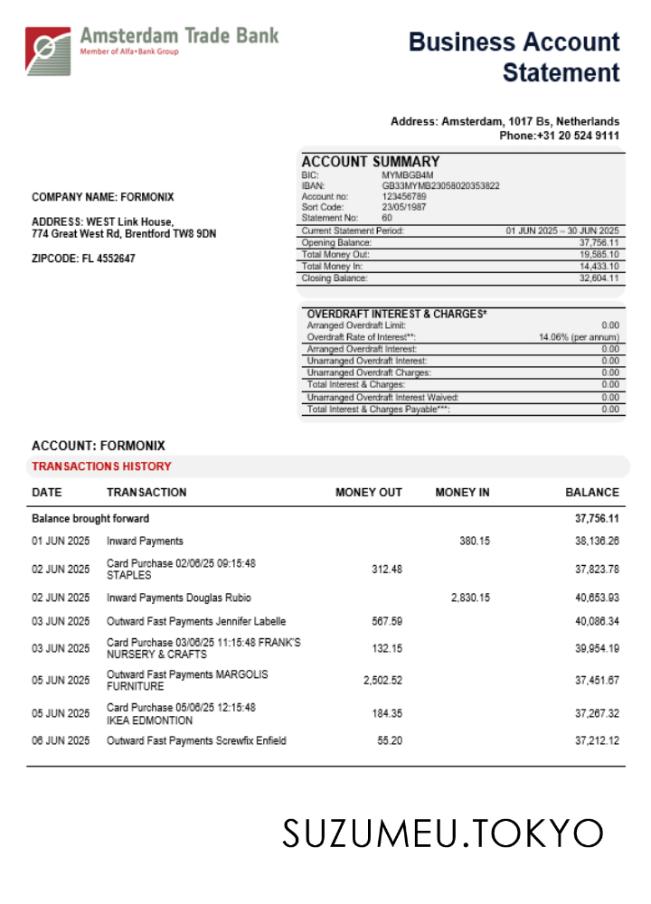 Amsterdam Trade Bank
Member of Alfa•Bank Group
Business Account
Statement
Address: Amsterdam, 1017 Bs, Netherlands
Phone:+31 20 524 9111
COMPANY NAME: FORMONIX
ADDRESS: WEST Link House,
774 Great West Rd, Brentford TW8 9DN
ZIPCODE: FL 4552647
ACCOUNT SUMMARY
BIC: MYMBGB4M
IBAN: GB33MYMB23058020353822
Account no: 123456789
Sort Code: 23/05/1987
Statement No: 60
Current Statement Period: 01 JUN 2025 – 30 JUN 2025
Opening Balance: 37,756.11
Total Money Out: 19,585.10
Total Money In: 14,433.10
Closing Balance: 32,604.11
OVERDRAFT INTEREST & CHARGES*
Arranged Overdraft Limit: 0.00
Overdraft Rate of Interest**: 14.06% (per annum)
Arranged Overdraft Interest: 0.00
Unarranged Overdraft Interest: 0.00
Unarranged Overdraft Charges: 0.00
Total Interest & Charges: 0.00
Unarranged Overdraft Interest Waived: 0.00
Total Interest & Charges Payable***: 0.00
ACCOUNT: FORMONIX
TRANSACTIONS HISTORY
DATE TRANSACTION MONEY OUT MONEY IN BALANCE
Balance brought forward 37,756.11
01 JUN 2025 Inward Payments 380.15 38,136.26
02 JUN 2025 Card Purchase 02/06/25 09:15:48
STAPLES 312.48 37,823.78
02 JUN 2025 Inward Payments Douglas Rubio 2,830.15 40,653.93
03 JUN 2025 Outward Fast Payments Jennifer Labelle 567.59 40,086.34
03 JUN 2025 Card Purchase 03/06/25 11:15:48 FRANK'S
NURSERY & CRAFTS 132.15 39,954.19
05 JUN 2025 Outward Fast Payments MARGOLIS
FURNITURE 2,502.52 37,451.67
05 JUN 2025 Card Purchase 05/06/25 12:15:48
IKEA EDMONTION 184.35 37,267.32
06 JUN 2025 Outward Fast Payments Screwfix Enfield 55.20 37,212.12
SUZUMEU.TOKYO